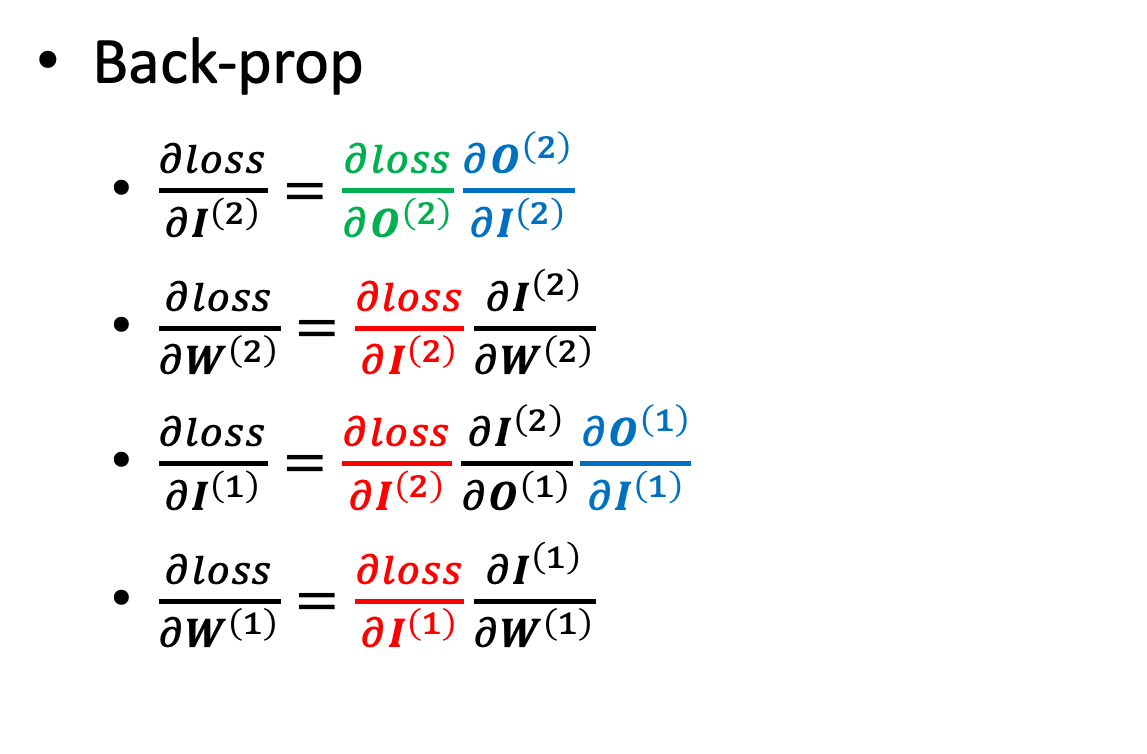 • Back-prop
• ∂loss/∂I⁽²⁾ = ∂loss/∂O⁽²⁾ ∂O⁽²⁾/∂I⁽²⁾
• ∂loss/∂W⁽²⁾ = ∂loss/∂I⁽²⁾ ∂I⁽²⁾/∂W⁽²⁾
• ∂loss/∂I⁽¹⁾ = ∂loss/∂I⁽²⁾ ∂I⁽²⁾/∂O⁽¹⁾ ∂O⁽¹⁾/∂I⁽¹⁾
• ∂loss/∂W⁽¹⁾ = ∂loss/∂I⁽¹⁾ ∂I⁽¹⁾/∂W⁽¹⁾